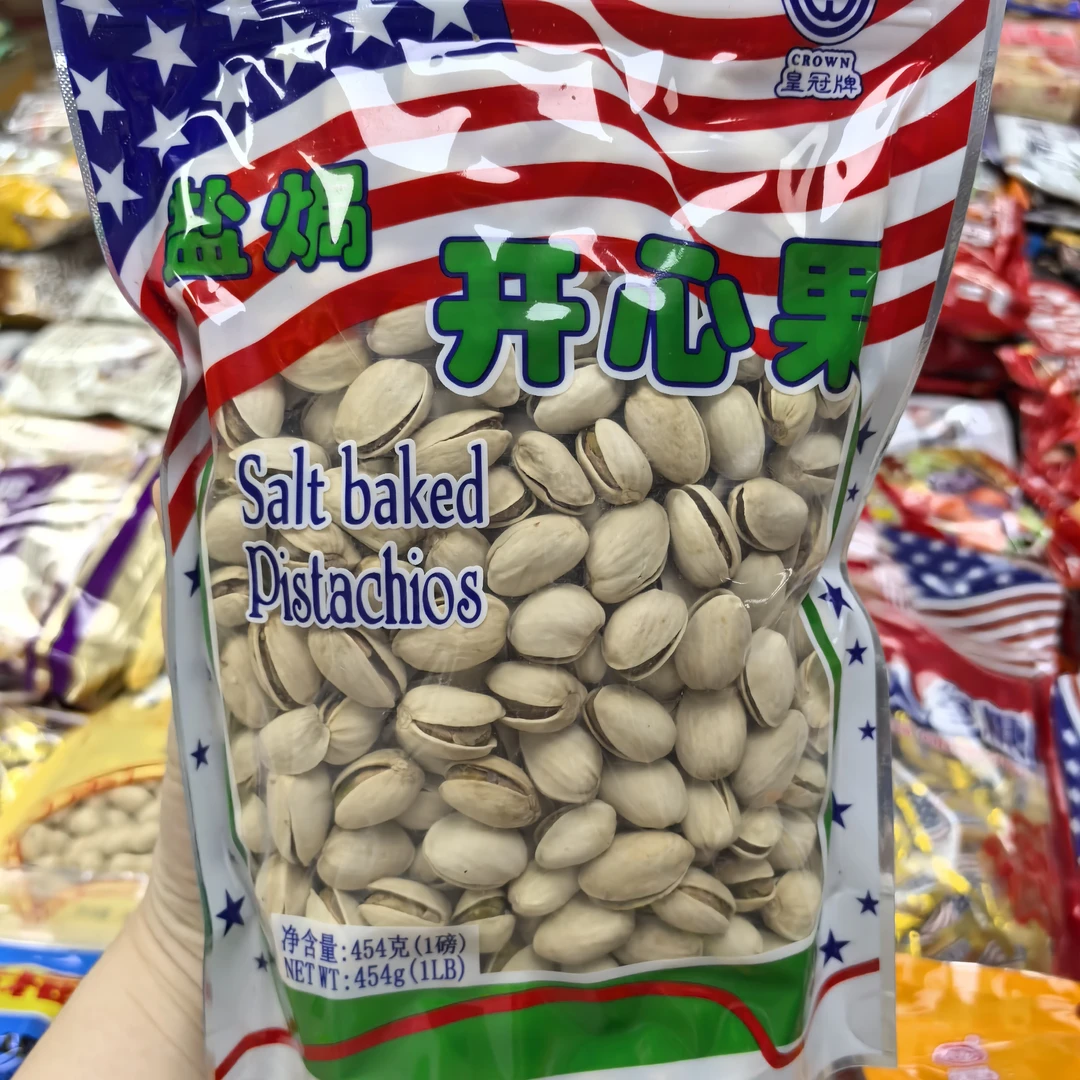 CROWN
皇冠牌
盐焗
开心果
Salt baked
Pistachios
净含量:454克(1磅)
NET WT:454g(1LB)